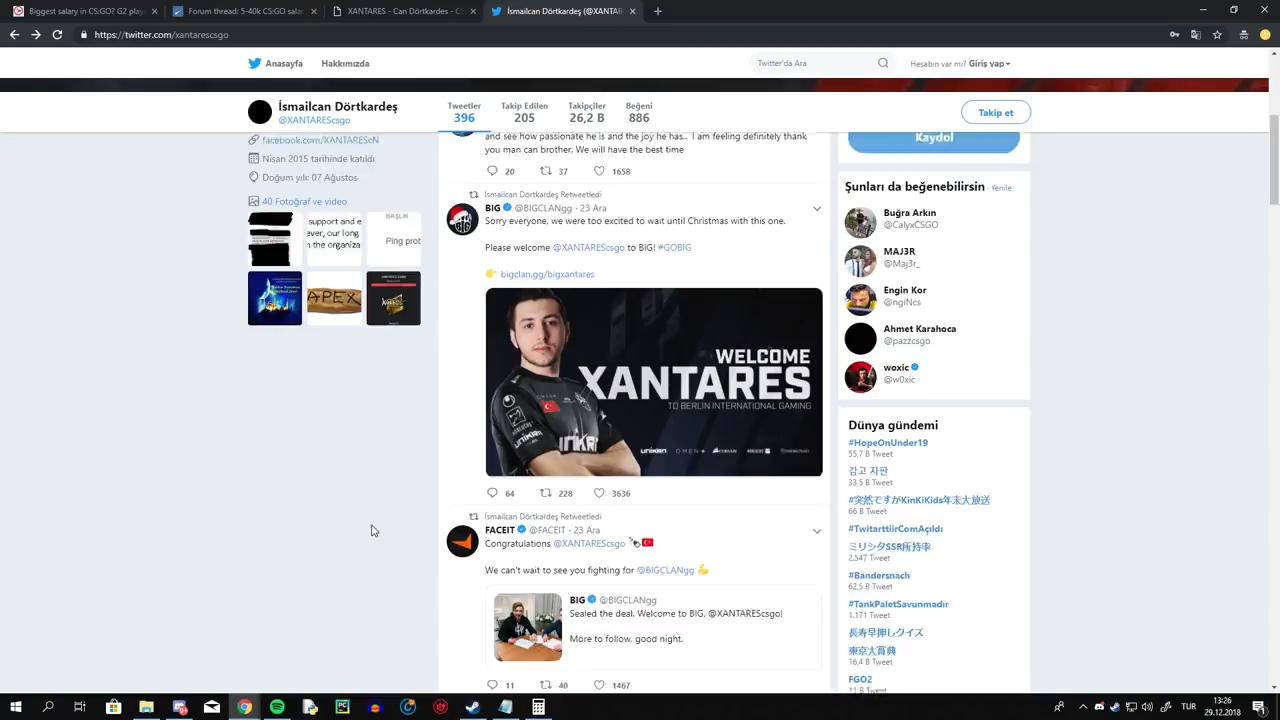 Biggest salary in CS:GO? G2 play
Forum thread: 5-40k CS:GO salar
XANTARES - Can Dörtkardes - CS
İsmailcan Dörtkardeş (@XANTAR
https://twitter.com/xantarescsgo
Anasayfa
Hakkımızda
Twitter'da Ara
Hesabın var mı? Giriş yap
İsmailcan Dörtkardeş
@XANTAREScsgo
Tweetler
396
Takip Edilen
205
Takipçiler
26,2 B
Beğeni
886
Takip et
facebook.com/XANTAREScN
Nisan 2015 tarihinde katıldı
Doğum yılı: 07 Ağustos
40 Fotoğraf ve video
support and e
ever, our long
n the organiza
BAŞLIK
Ping prob
APEX
and see how passionate he is and the joy he has.. I am feeling definitely thank
you man can brother. We will have the best time
20 37 1658
İsmailcan Dörtkardeş Retweetledi
BIG @BIGCLANgg · 23 Ara
Sorry everyone, we were too excited to wait until Christmas with this one.
Please welcome @XANTAREScsgo to BIG! #GOBIG
bigclan.gg/bigxantares
WELCOME
XANTARES
TO BERLIN INTERNATIONAL GAMING
unikrn OMEN CORSAIR
64 228 3636
İsmailcan Dörtkardeş Retweetledi
FACEIT @FACEIT · 23 Ara
Congratulations @XANTAREScsgo
We can't wait to see you fighting for @BIGCLANgg
BIG @BIGCLANgg
Sealed the deal. Welcome to BIG, @XANTAREScsgo!
More to follow, good night.
11 40 1467
Kaydol
Şunları da beğenebilirsin · Yenile
Buğra Arkın
@CalyxCSGO
MAJ3R
@Maj3r_
Engin Kor
@ngiNcs
Ahmet Karahoca
@pazzcsgo
woxic
@w0xic
Dünya gündemi
#HopeOnUnder19
55,7 B Tweet
감고 자판
33,5 B Tweet
#突然ですがKinKiKids年末大放送
66 B Tweet
#TwitarttiirComAçıldı
ミリシタSSR所持率
2.547 Tweet
#Bandersnach
62,5 B Tweet
#TankPaletSavunmadır
1.171 Tweet
長寿早押しクイズ
東京大賞典
16,4 B Tweet
FGO2
11 B Tweet
TUR
13:26
29.12.2018